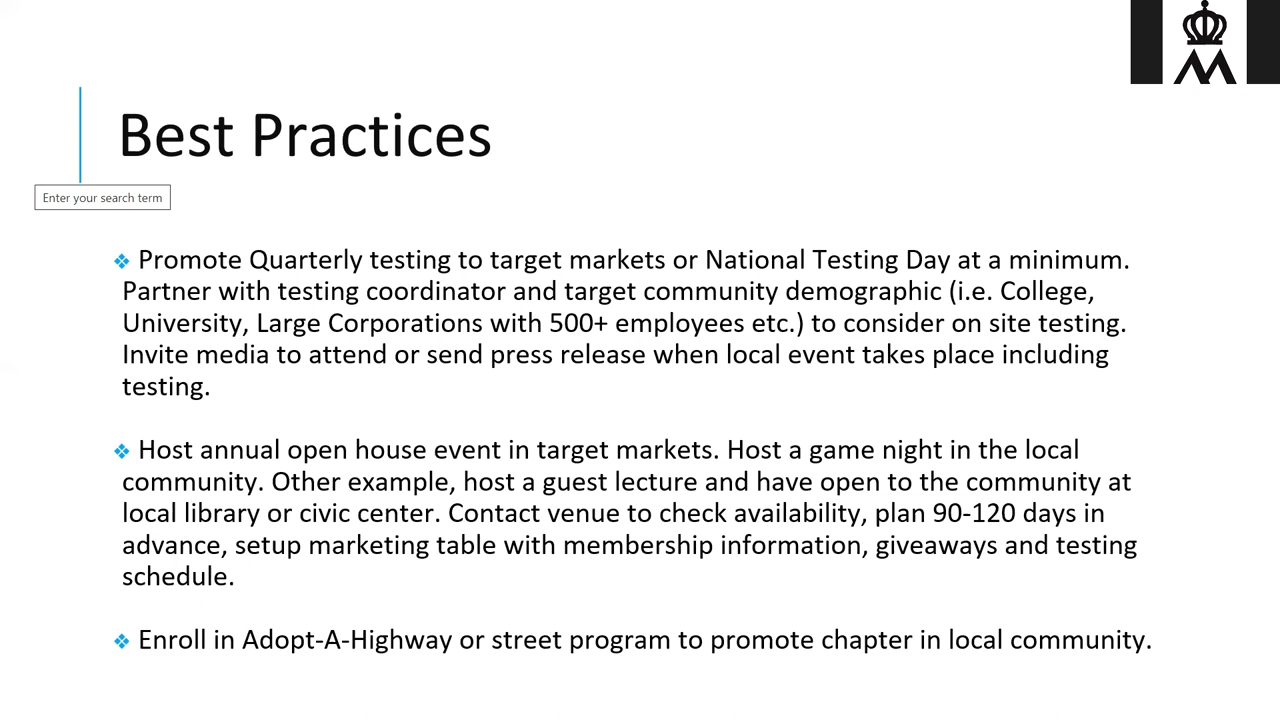 Best Practices
Enter your search term
❖ Promote Quarterly testing to target markets or National Testing Day at a minimum.
Partner with testing coordinator and target community demographic (i.e. College,
University, Large Corporations with 500+ employees etc.) to consider on site testing.
Invite media to attend or send press release when local event takes place including
testing.
❖ Host annual open house event in target markets. Host a game night in the local
community. Other example, host a guest lecture and have open to the community at
local library or civic center. Contact venue to check availability, plan 90-120 days in
advance, setup marketing table with membership information, giveaways and testing
schedule.
❖ Enroll in Adopt-A-Highway or street program to promote chapter in local community.